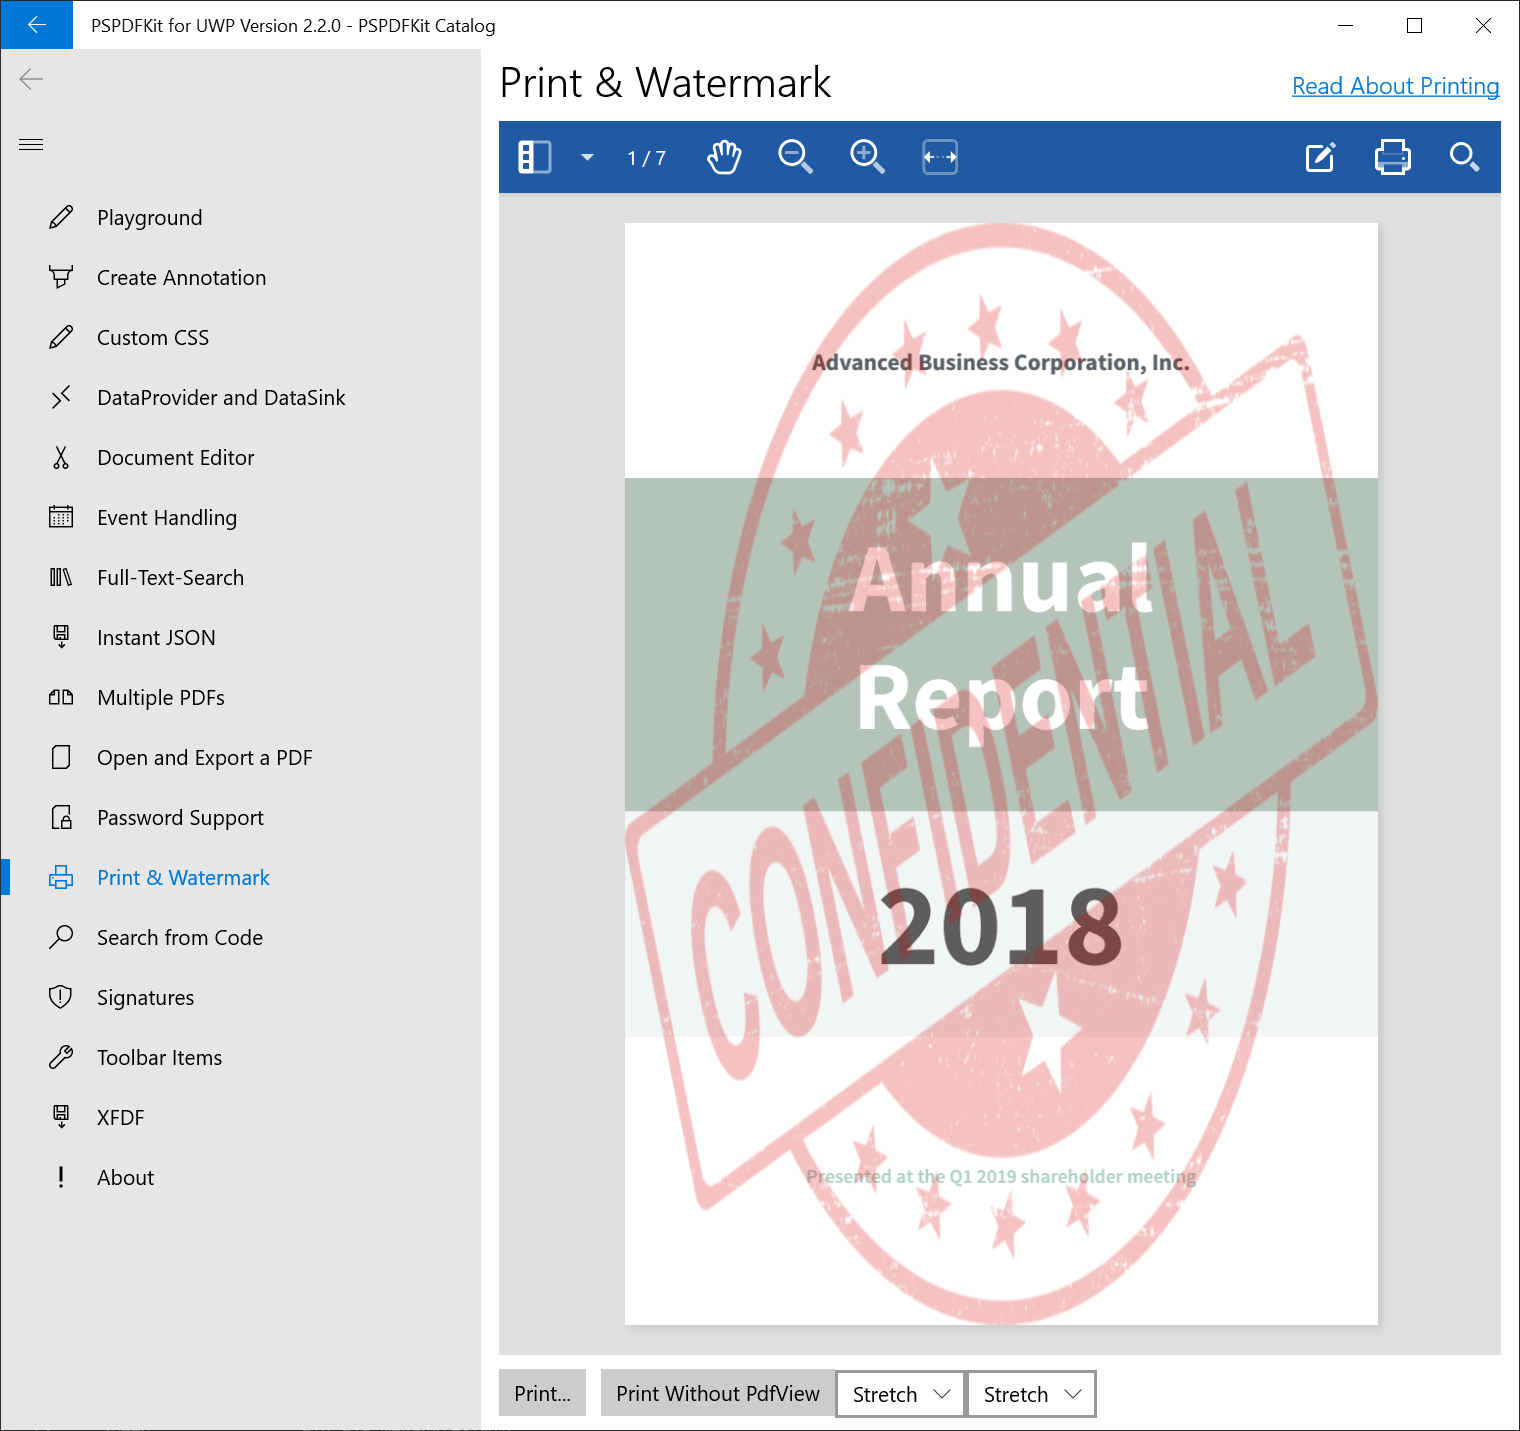 PSPDFKit for UWP Version 2.2.0 - PSPDFKit Catalog
Print & Watermark
Read About Printing
1 / 7
Playground
Create Annotation
Custom CSS
DataProvider and DataSink
Document Editor
Event Handling
Full-Text-Search
Instant JSON
Multiple PDFs
Open and Export a PDF
Password Support
Print & Watermark
Search from Code
Signatures
Toolbar Items
XFDF
About
Advanced Business Corporation, Inc.
Annual
Report
CONFIDENTIAL
2018
Presented at the Q1 2019 shareholder meeting
Print...
Print Without PdfView
Stretch
Stretch